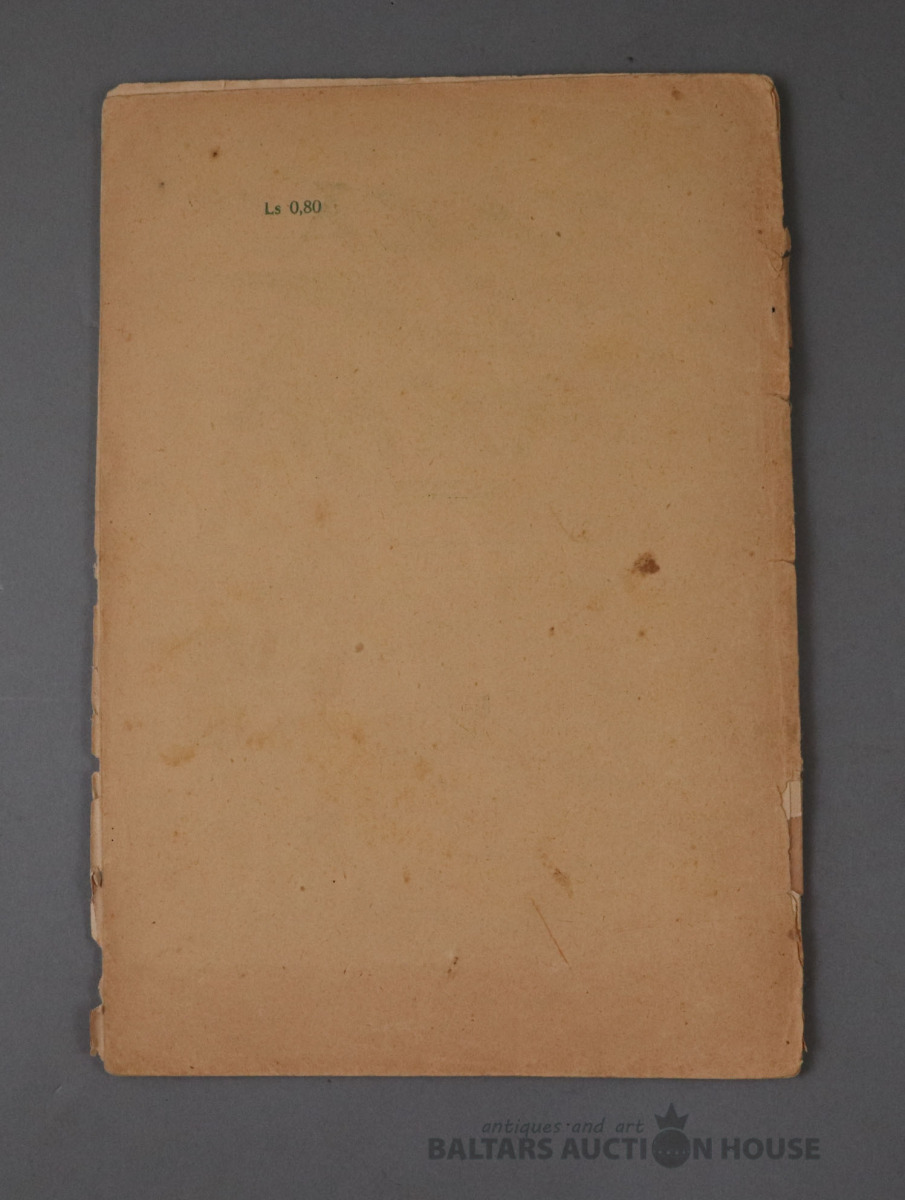 Ls 0,80
antiques·and art
BALTARS AUCTION HOUSE